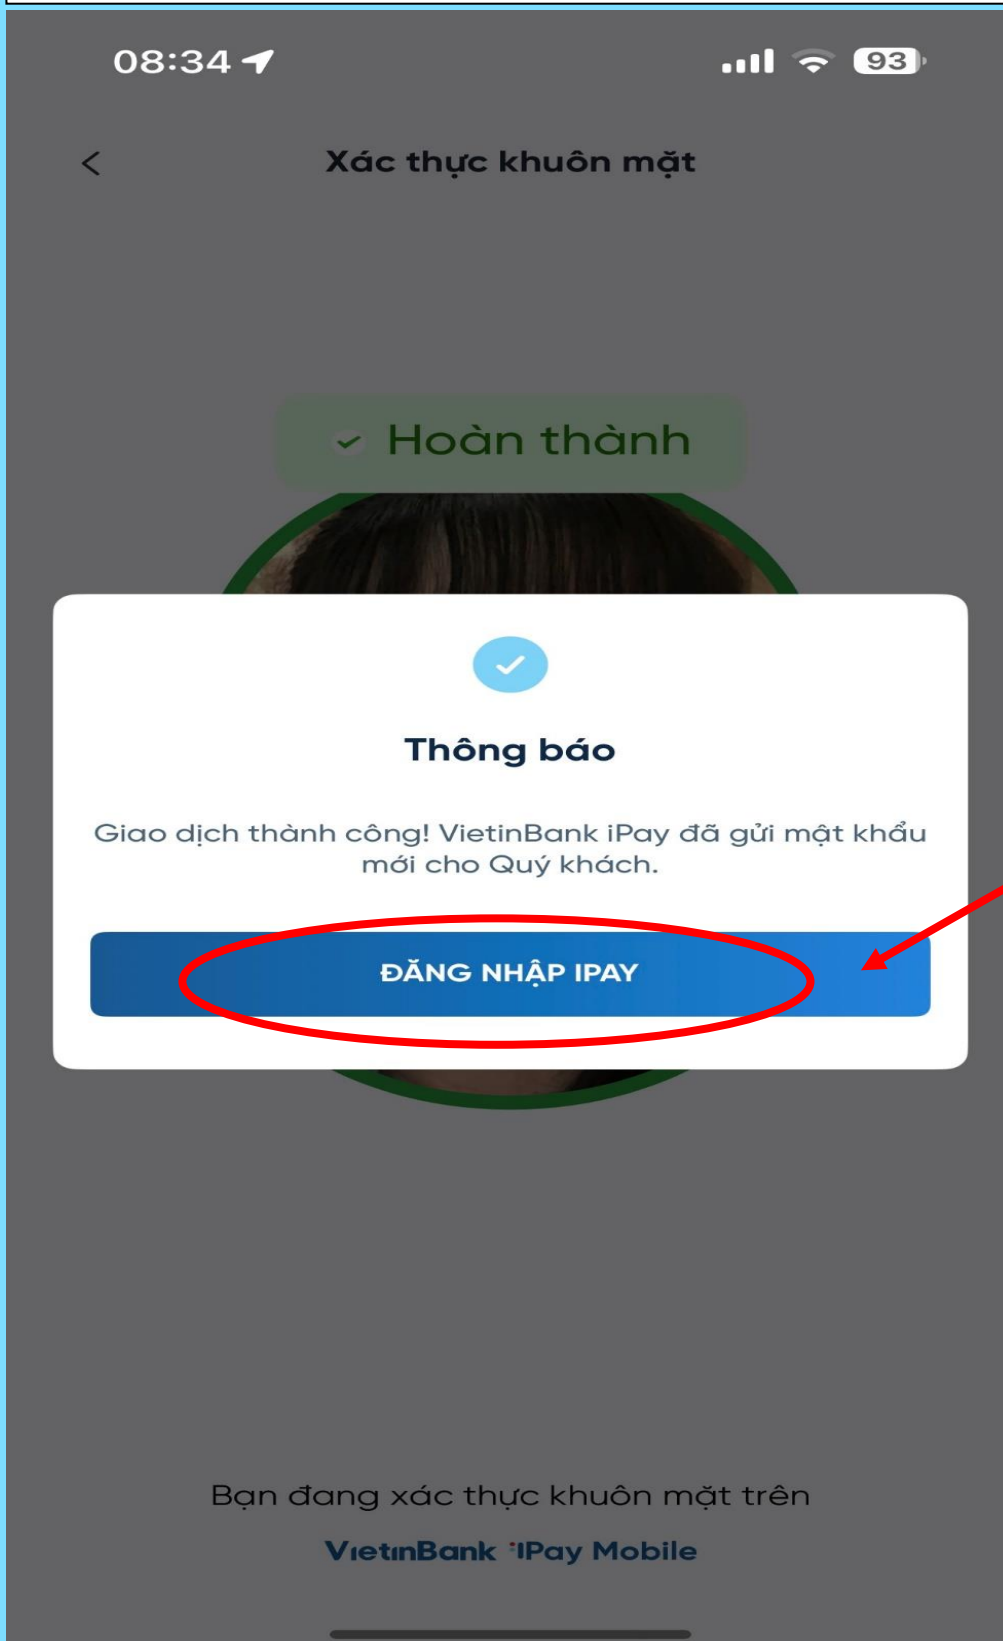 08:34
93
Xác thực khuôn mặt
Hoàn thành
Thông báo
Giao dịch thành công! VietinBank iPay đã gửi mật khẩu
mới cho Quý khách.
ĐĂNG NHẬP IPAY
Bạn đang xác thực khuôn mặt trên
VietinBank iPay Mobile